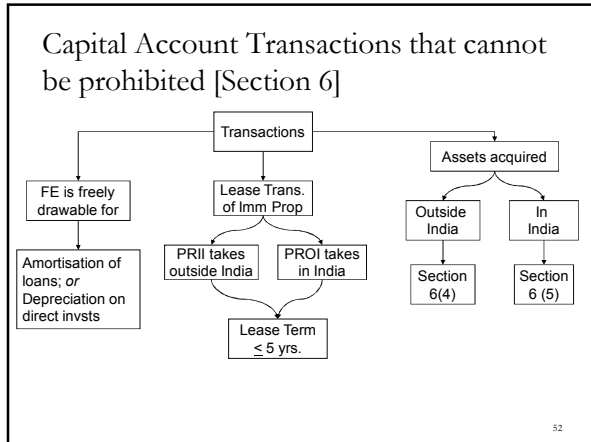 Capital Account Transactions that cannot
be prohibited [Section 6]
Transactions
FE is freely
drawable for
Amortisation of
loans; or
Depreciation on
direct invsts
Lease Trans.
of Imm Prop
PRII takes
outside India
PROI takes
in India
Lease Term
≤ 5 yrs.
Assets acquired
Outside
India
In
India
Section
6(4)
Section
6 (5)
52